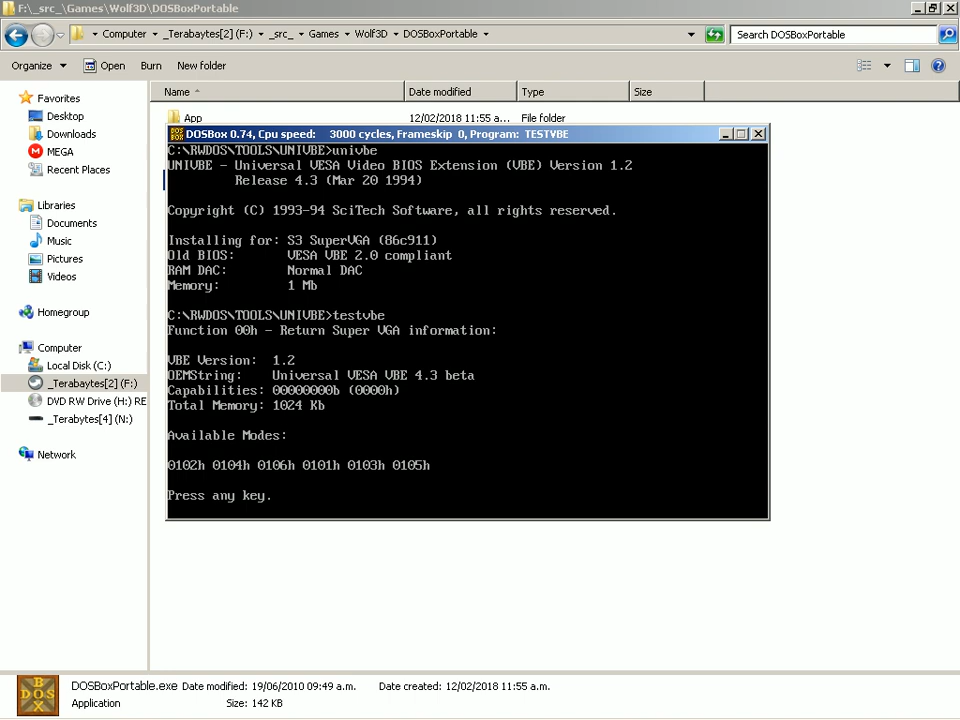 F:\_src_\Games\Wolf3D\DOSBoxPortable
Computer _Terabaytes[2] (F:) _src_ Games Wolf3D DOSBoxPortable
Search DOSBoxPortable
Organize Open Burn New folder
Name Date modified Type Size
Favorites
Desktop
Downloads
MEGA
Recent Places
Libraries
Documents
Music
Pictures
Videos
Homegroup
Computer
Local Disk (C:)
_Terabaytes[2] (F:)
DVD RW Drive (H:) RE
_Terabytes[4] (N:)
Network
App 12/02/2018 11:55 a... File folder
DOSBox 0.74, Cpu speed: 3000 cycles, Frameskip 0, Program: TESTVBE
C:\RWDOS\TOOLS\UNIVBE>univbe
UNIVBE - Universal VESA Video BIOS Extension (VBE) Version 1.2
Release 4.3 (Mar 20 1994)
Copyright (C) 1993-94 SciTech Software, all rights reserved.
Installing for: S3 SuperVGA (86c911)
Old BIOS: VESA VBE 2.0 compliant
RAM DAC: Normal DAC
Memory: 1 Mb
C:\RWDOS\TOOLS\UNIVBE>testvbe
Function 00h - Return Super VGA information:
VBE Version: 1.2
OEMString: Universal VESA VBE 4.3 beta
Capabilities: 00000000b (0000h)
Total Memory: 1024 Kb
Available Modes:
0102h 0104h 0106h 0101h 0103h 0105h
Press any key.
DOSBoxPortable.exe Date modified: 19/06/2010 09:49 a.m. Date created: 12/02/2018 11:55 a.m.
Application Size: 142 KB
DOS
BOX